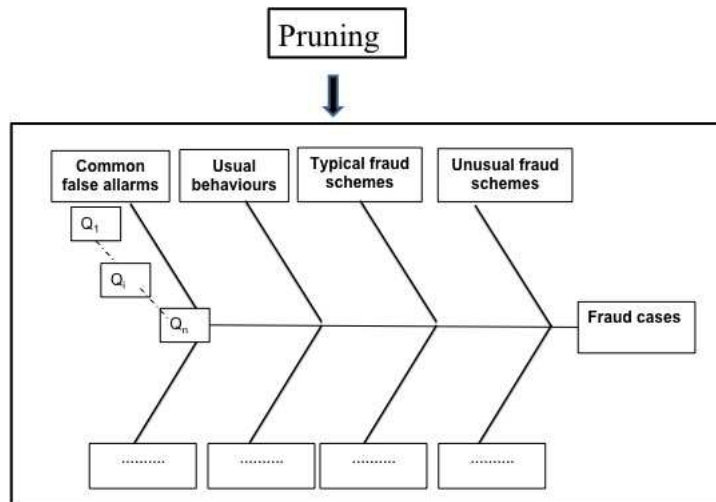 Pruning
Common
false allarms
Usual
behaviours
Typical fraud
schemes
Unusual fraud
schemes
Q1
Qi
Qn
Fraud cases
..........
..........
..........
..........